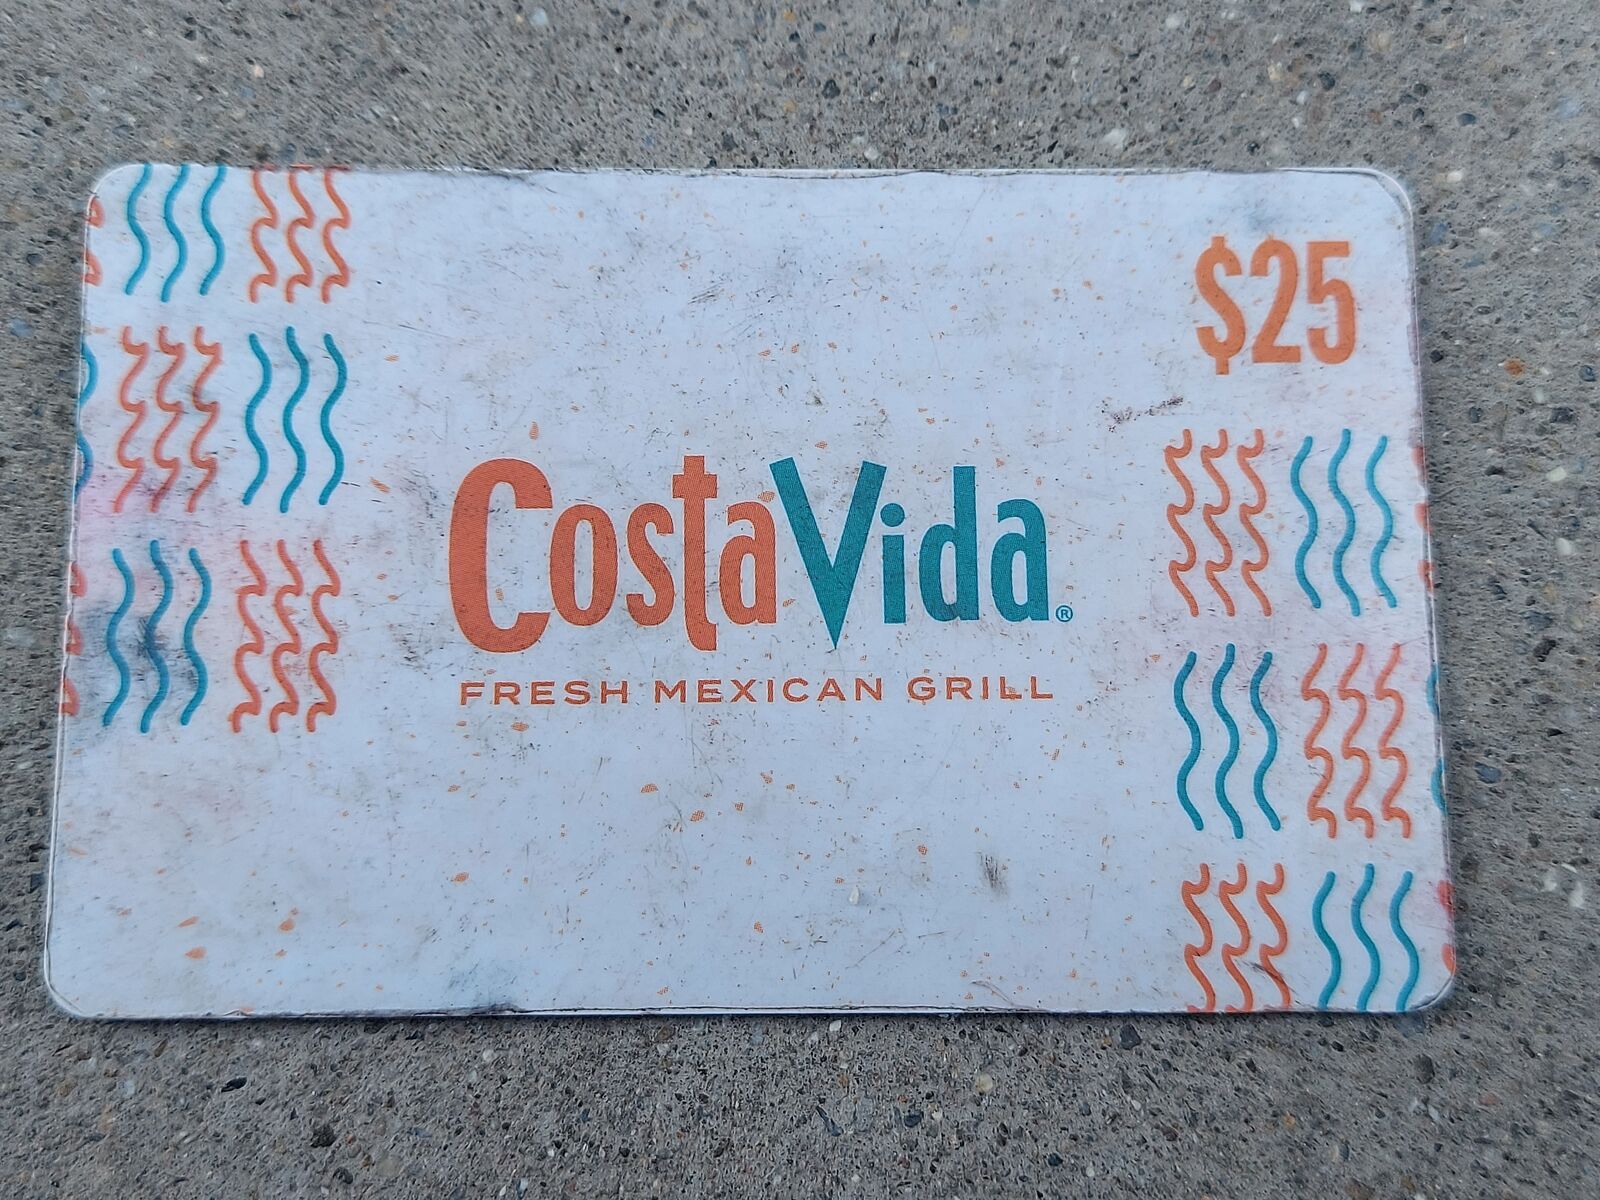 $25
CostaVida®
FRESH MEXICAN GRILL